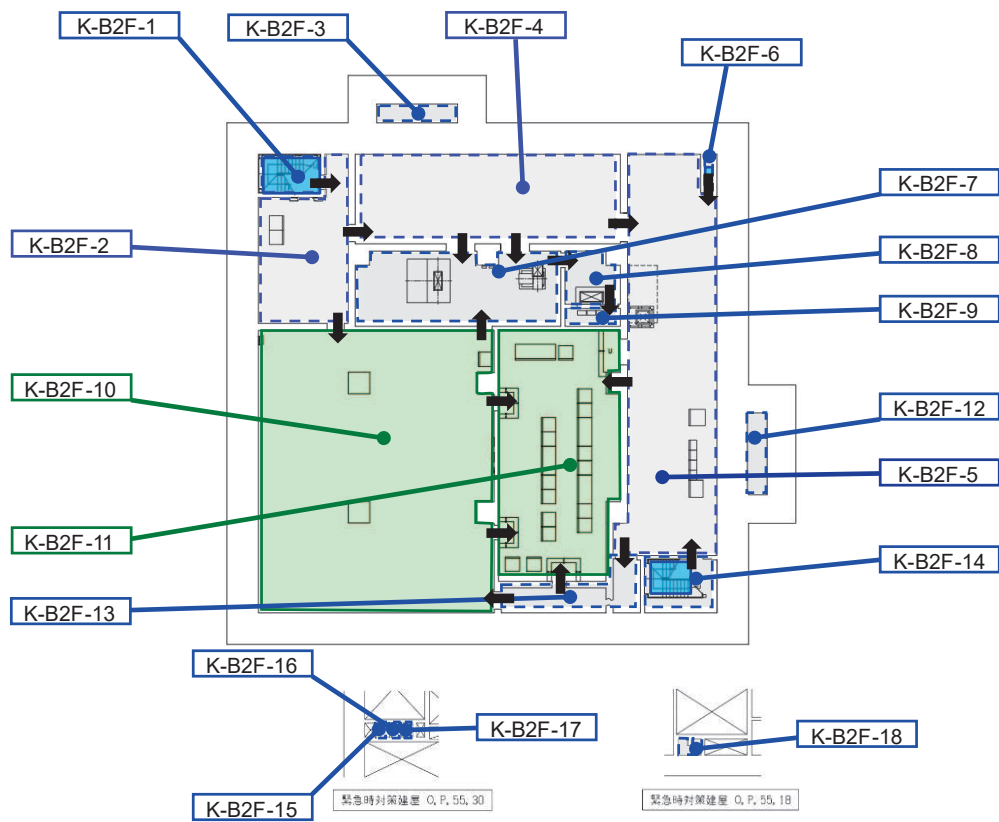 K-B2F-1
K-B2F-3
K-B2F-4
K-B2F-6
K-B2F-7
K-B2F-2
K-B2F-8
K-B2F-9
K-B2F-10
K-B2F-12
K-B2F-5
K-B2F-11
K-B2F-14
K-B2F-13
K-B2F-16
K-B2F-17
K-B2F-18
K-B2F-15
緊急時対策建屋 O.P.55.30
緊急時対策建屋 O.P.55.18